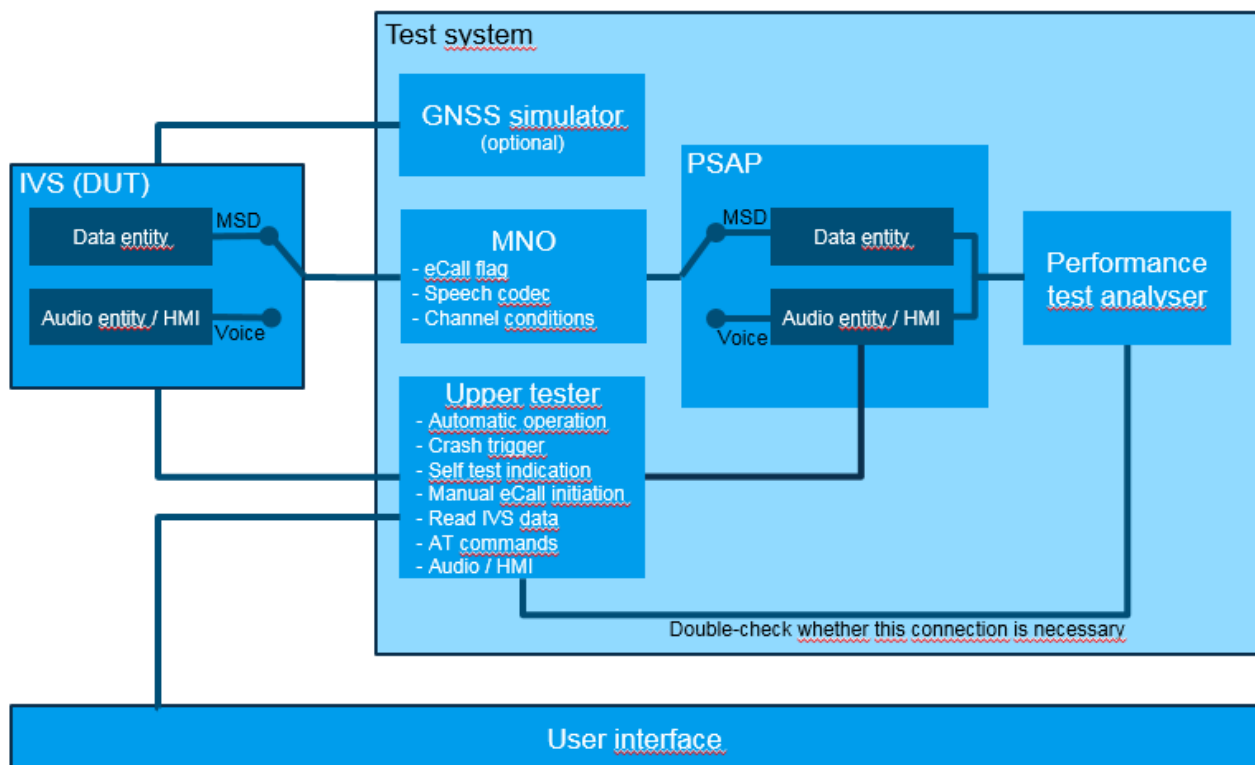 Test system
GNSS simulator
(optional)
IVS (DUT)
MSD
Data entity
Audio entity / HMI
Voice
MNO
- eCall flag
- Speech codec
- Channel conditions
PSAP
MSD
Data entity
Audio entity / HMI
Voice
Performance
test analyser
Upper tester
- Automatic operation
- Crash trigger
- Self test indication
- Manual eCall initiation
- Read IVS data
- AT commands
- Audio / HMI
Double-check whether this connection is necessary
User interface